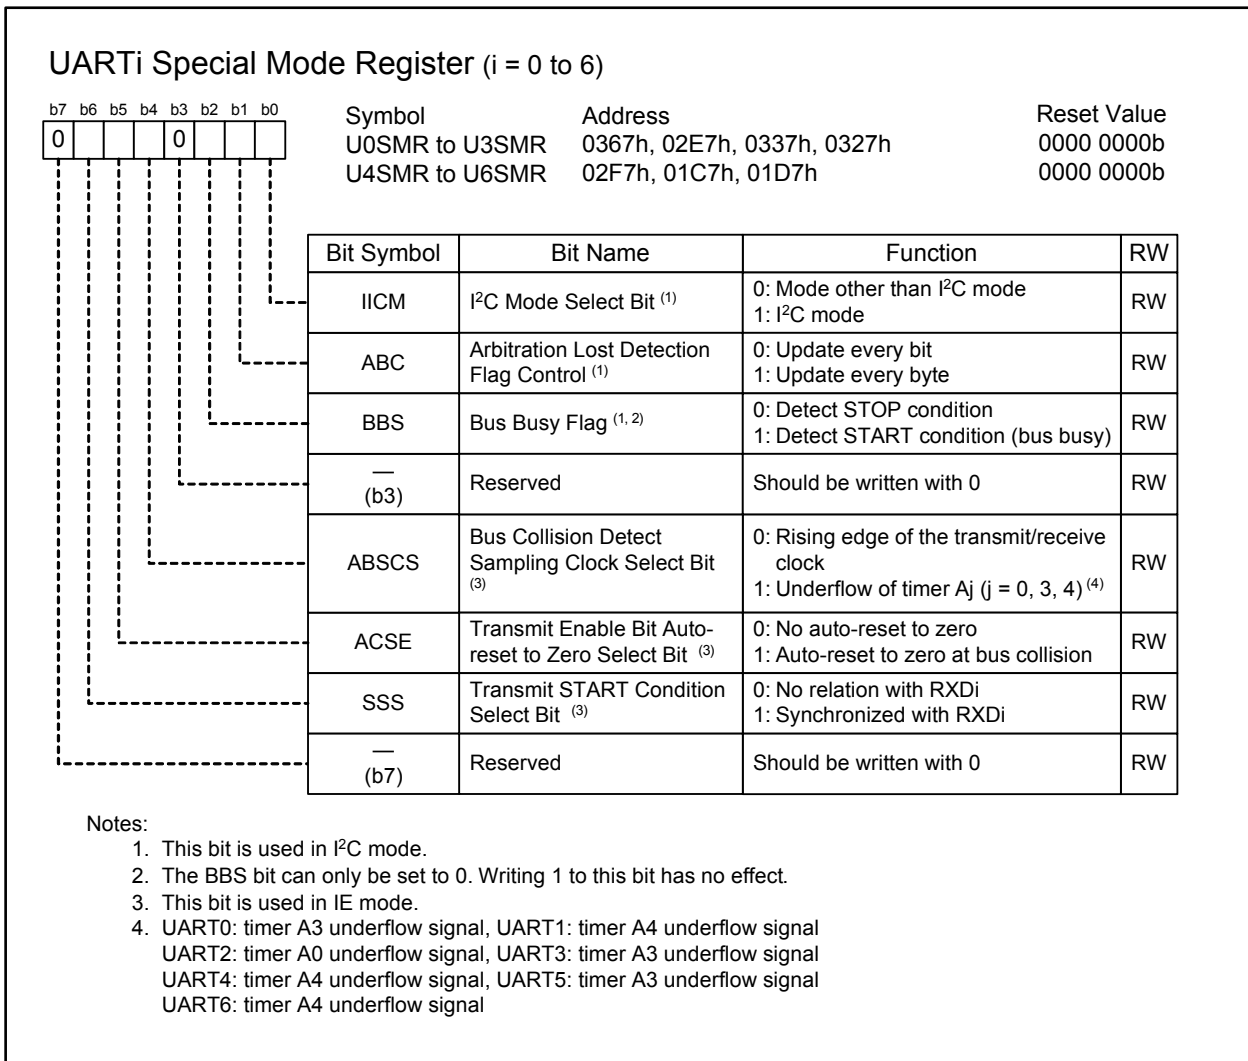 UARTi Special Mode Register (i = 0 to 6)
b7 b6 b5 b4 b3 b2 b1 b0
0 0
Symbol Address Reset Value
U0SMR to U3SMR 0367h, 02E7h, 0337h, 0327h 0000 0000b
U4SMR to U6SMR 02F7h, 01C7h, 01D7h 0000 0000b
Bit Symbol Bit Name Function RW
IICM I²C Mode Select Bit (1) 0: Mode other than I²C mode RW
1: I²C mode
ABC Arbitration Lost Detection 0: Update every bit RW
Flag Control (1) 1: Update every byte
BBS Bus Busy Flag (1, 2) 0: Detect STOP condition RW
1: Detect START condition (bus busy)
— Reserved Should be written with 0 RW
(b3)
ABSCS Bus Collision Detect 0: Rising edge of the transmit/receive RW
Sampling Clock Select Bit clock
(3) 1: Underflow of timer Aj (j = 0, 3, 4) (4)
ACSE Transmit Enable Bit Auto- 0: No auto-reset to zero RW
reset to Zero Select Bit (3) 1: Auto-reset to zero at bus collision
SSS Transmit START Condition 0: No relation with RXDi RW
Select Bit (3) 1: Synchronized with RXDi
— Reserved Should be written with 0 RW
(b7)
Notes:
1. This bit is used in I²C mode.
2. The BBS bit can only be set to 0. Writing 1 to this bit has no effect.
3. This bit is used in IE mode.
4. UART0: timer A3 underflow signal, UART1: timer A4 underflow signal
UART2: timer A0 underflow signal, UART3: timer A3 underflow signal
UART4: timer A4 underflow signal, UART5: timer A3 underflow signal
UART6: timer A4 underflow signal